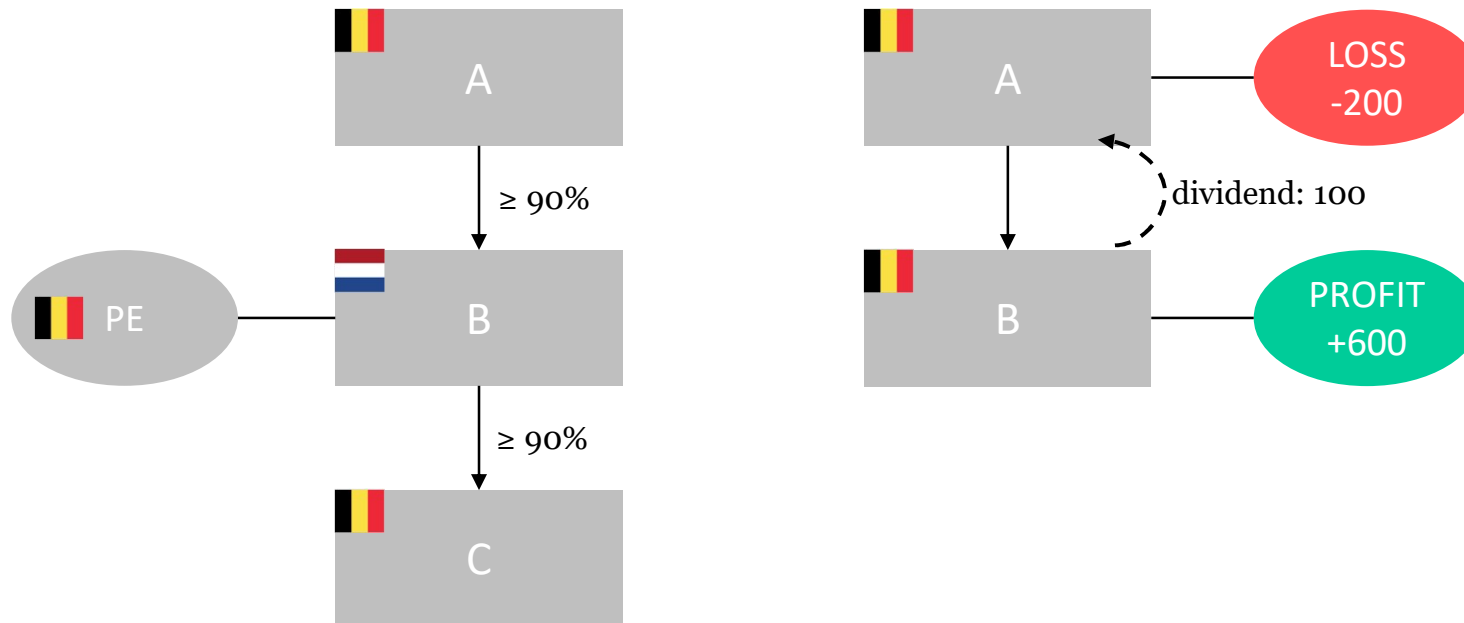 A
≥ 90%
PE
B
≥ 90%
C
A
LOSS
-200
dividend: 100
B
PROFIT
+600